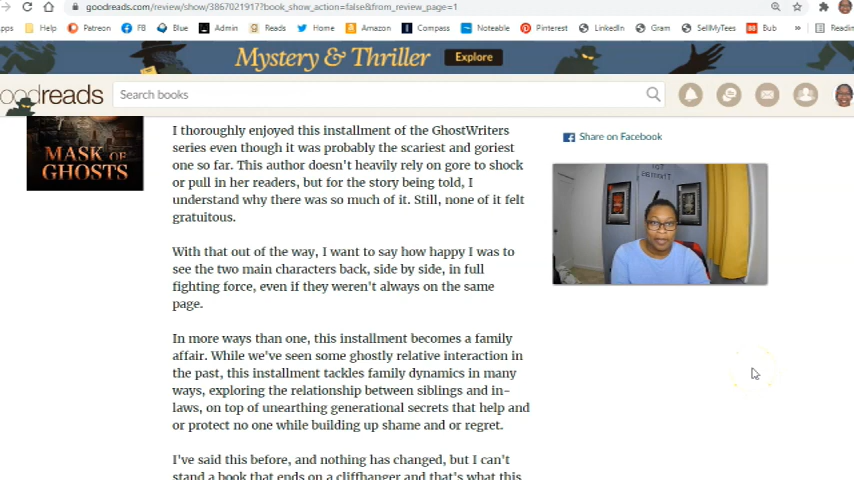 goodreads.com/review/show/3867021917?book_show_action=false&from_review_page=1
pps Help Patreon FB Blue Admin Reads Home Amazon Compass Noteable Pinterest LinkedIn Gram SellMyTees Bub » Readin
Mystery & Thriller Explore
oodreads Search books
MASK OF
GHOSTS
I thoroughly enjoyed this installment of the GhostWriters
series even though it was probably the scariest and goriest
one so far. This author doesn't heavily rely on gore to shock
or pull in her readers, but for the story being told, I
understand why there was so much of it. Still, none of it felt
gratuitous.
With that out of the way, I want to say how happy I was to
see the two main characters back, side by side, in full
fighting force, even if they weren't always on the same
page.
In more ways than one, this installment becomes a family
affair. While we've seen some ghostly relative interaction in
the past, this installment tackles family dynamics in many
ways, exploring the relationship between siblings and in-
laws, on top of unearthing generational secrets that help and
or protect no one while building up shame and or regret.
I've said this before, and nothing has changed, but I can't
stand a book that ends on a cliffhanger and that's what this
Share on Facebook